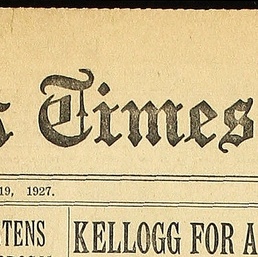 k Times
19, 1927.
TENS KELLOGG FOR A